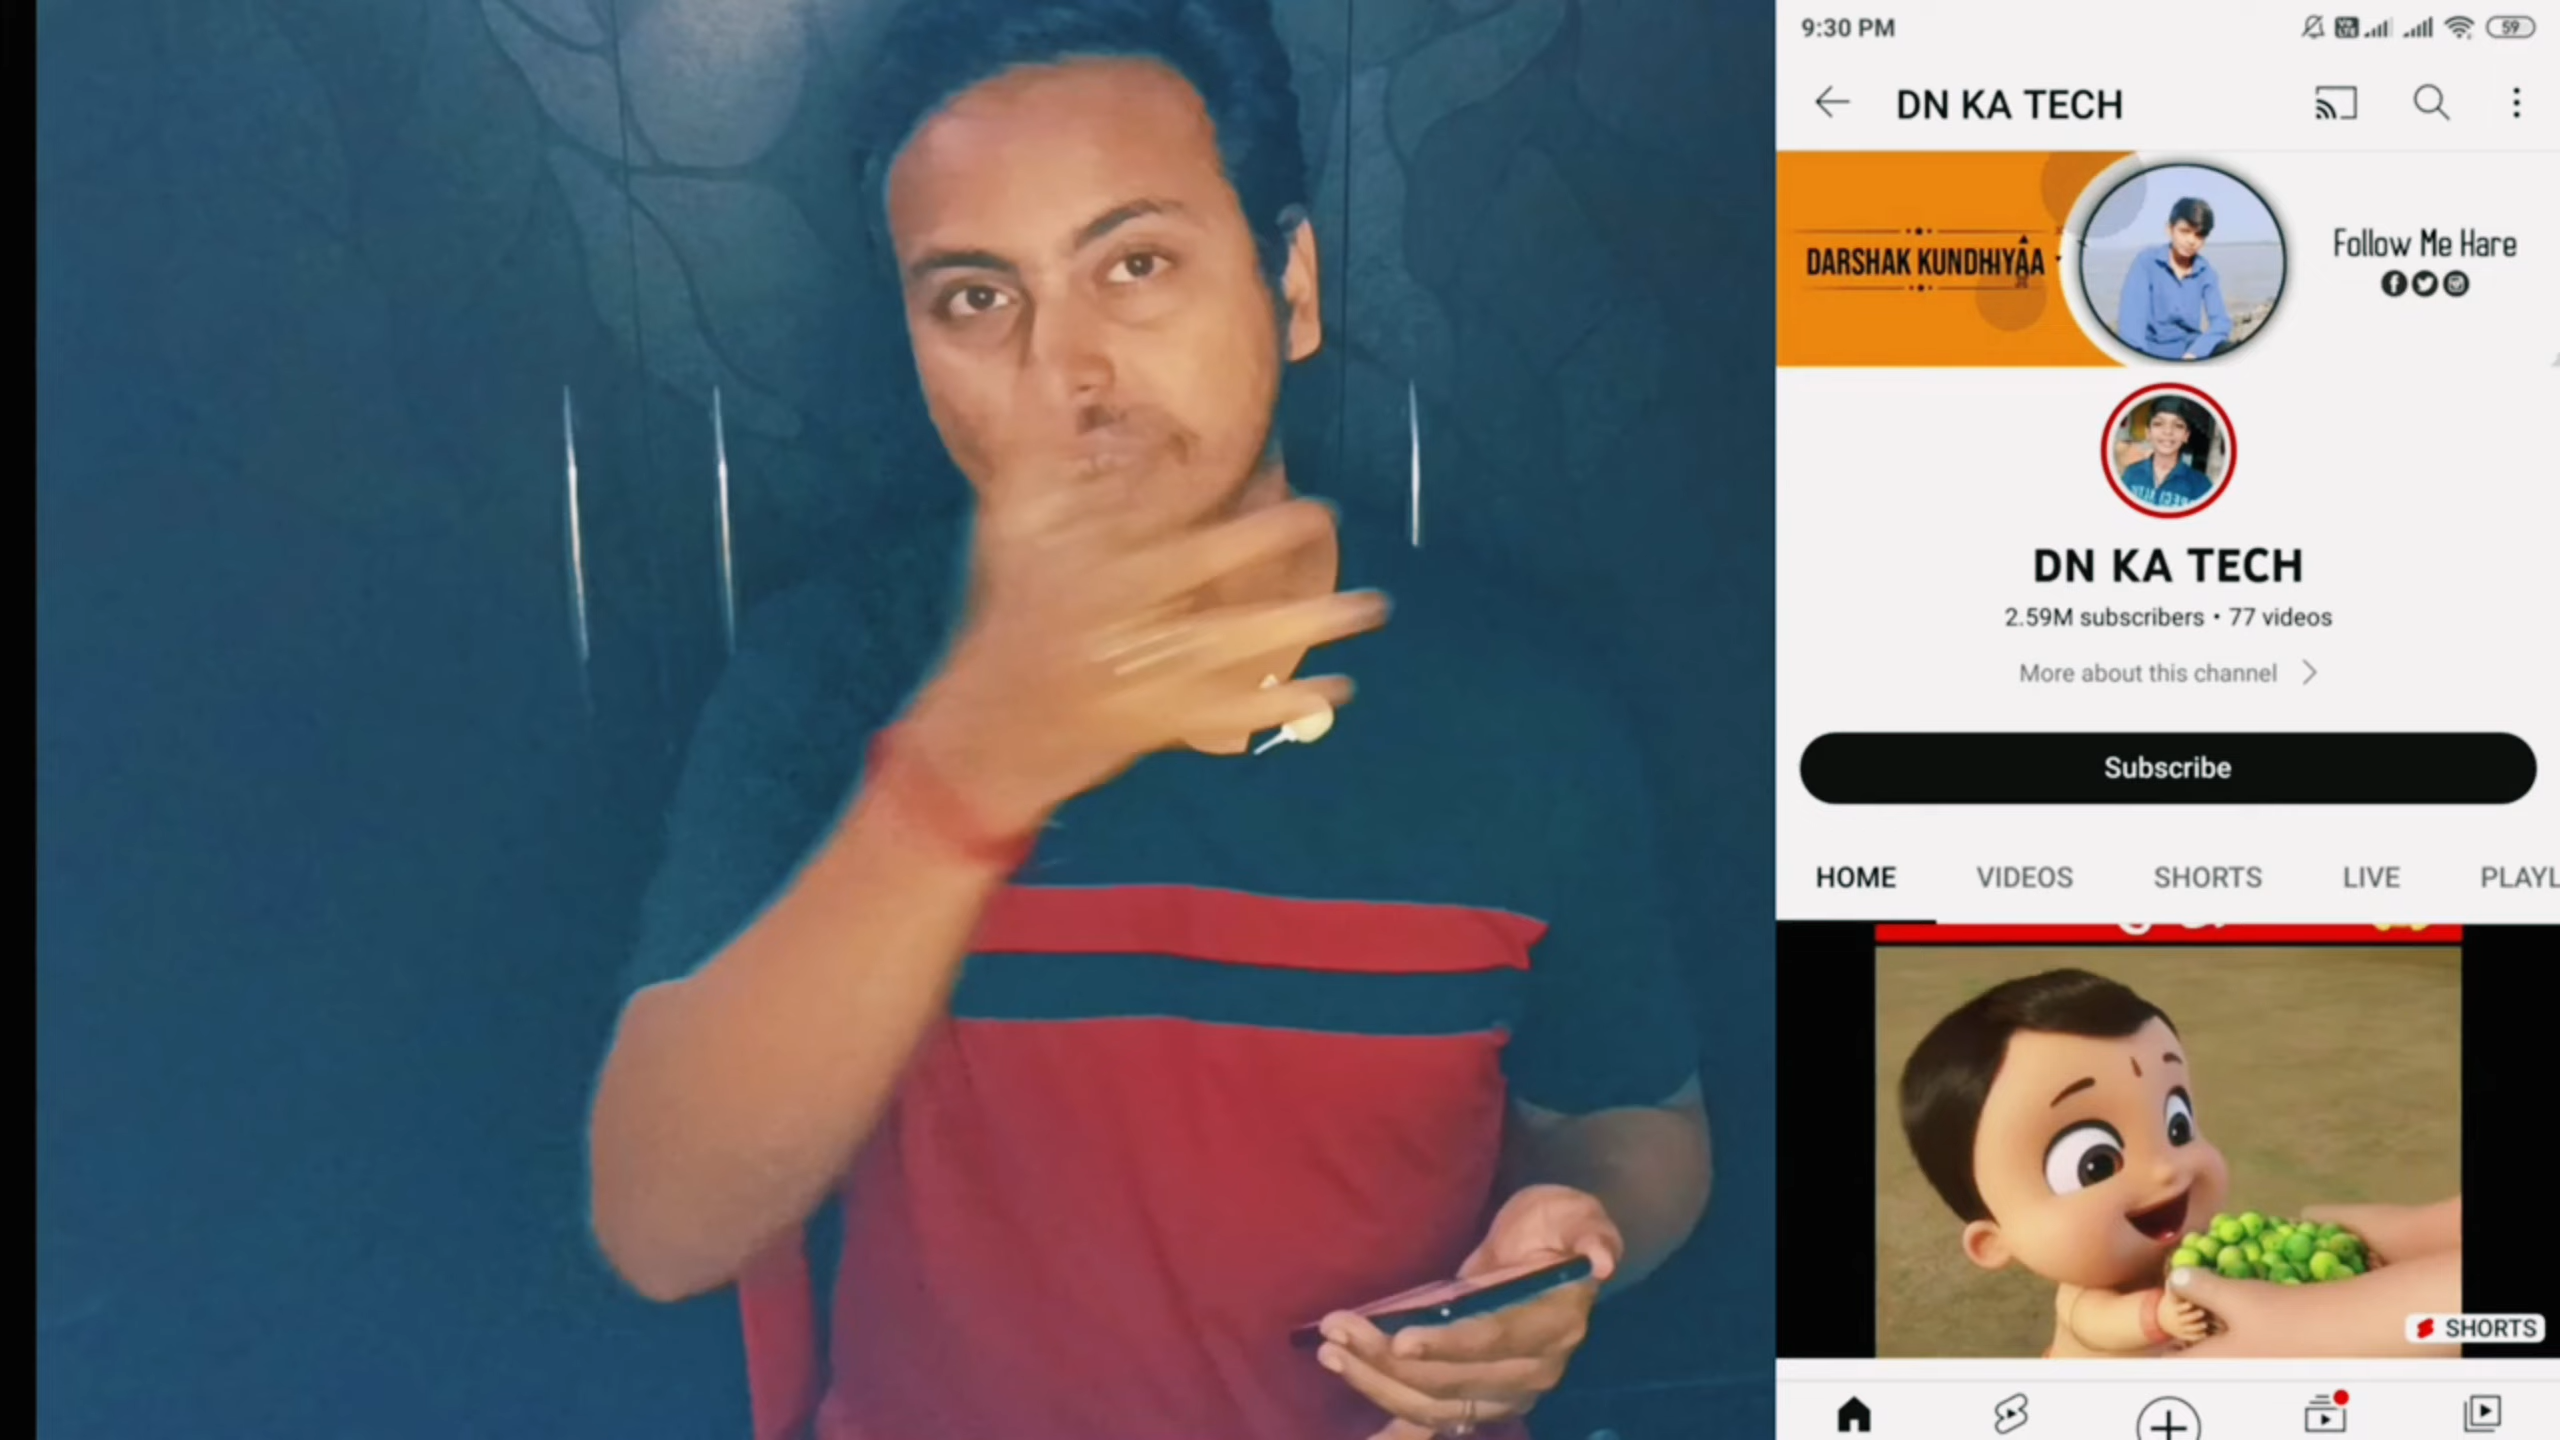 9:30 PM
59
DN KA TECH
DARSHAK KUNDHIYAA
Follow Me Hare
DN KA TECH
2.59M subscribers • 77 videos
More about this channel
Subscribe
HOME VIDEOS SHORTS LIVE PLAYL
SHORTS